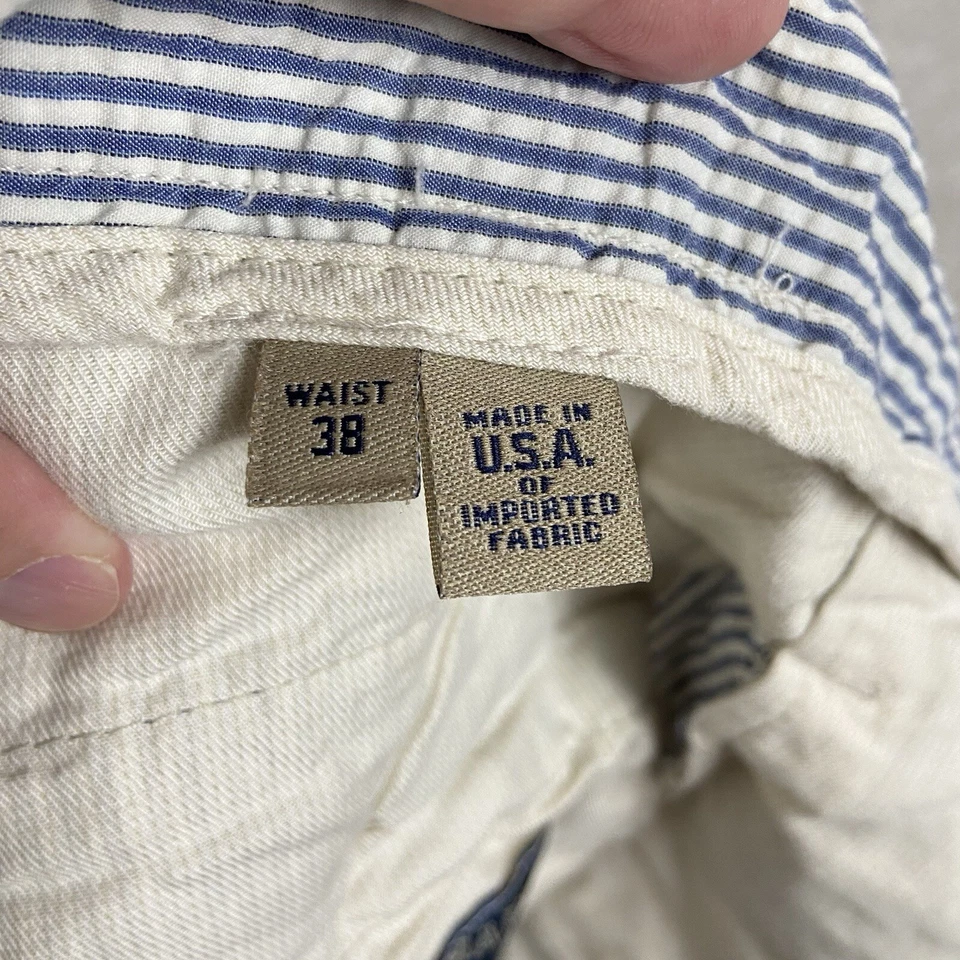 WAIST
38
MADE IN
U.S.A.
OF
IMPORTED
FABRIC